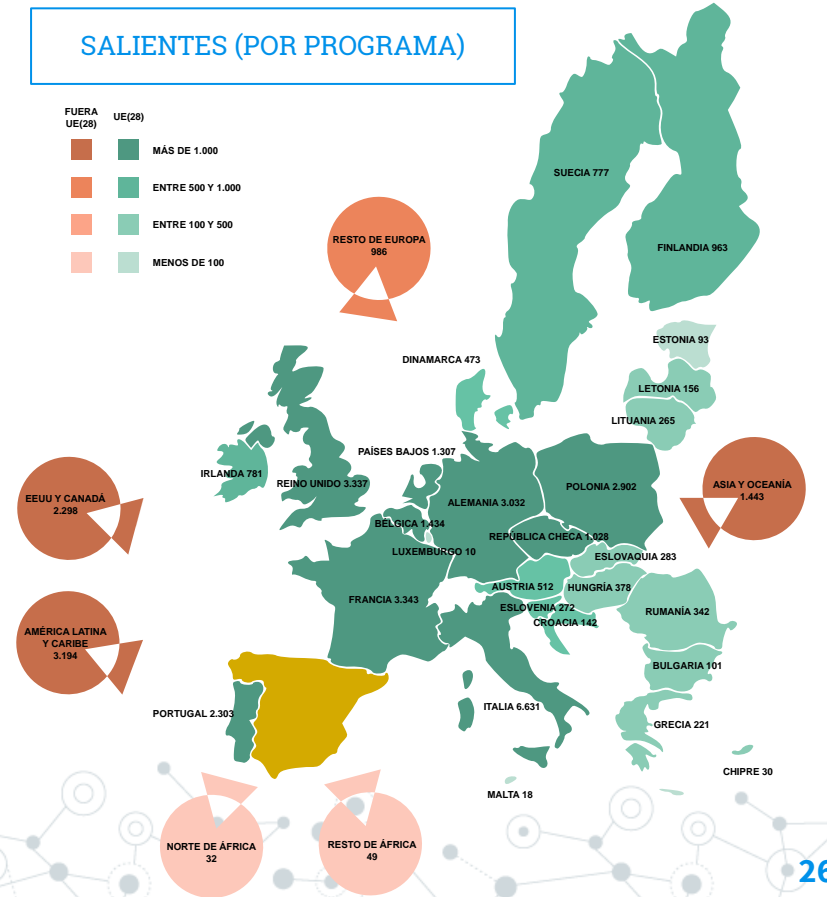 SALIENTES (POR PROGRAMA)
FUERA
UE(28)
UE(28)
MÁS DE 1.000
ENTRE 500 Y 1.000
ENTRE 100 Y 500
MENOS DE 100
SUECIA 777
FINLANDIA 963
RESTO DE EUROPA
986
ESTONIA 93
DINAMARCA 473
LETONIA 156
LITUANIA 265
PAÍSES BAJOS 1.307
IRLANDA 781
REINO UNIDO 3.337
ALEMANIA 3.032
POLONIA 2.902
ASIA Y OCEANÍA
1.443
EEUU Y CANADÁ
2.298
BÉLGICA 1.434
REPÚBLICA CHECA 1.028
LUXEMBURGO 10
ESLOVAQUIA 283
AUSTRIA 512
HUNGRÍA 378
FRANCIA 3.343
ESLOVENIA 272
CROACIA 142
RUMANÍA 342
AMÉRICA LATINA
Y CARIBE
3.194
BULGARIA 101
PORTUGAL 2.303
ITALIA 6.631
GRECIA 221
CHIPRE 30
MALTA 18
NORTE DE ÁFRICA
32
RESTO DE ÁFRICA
49
26